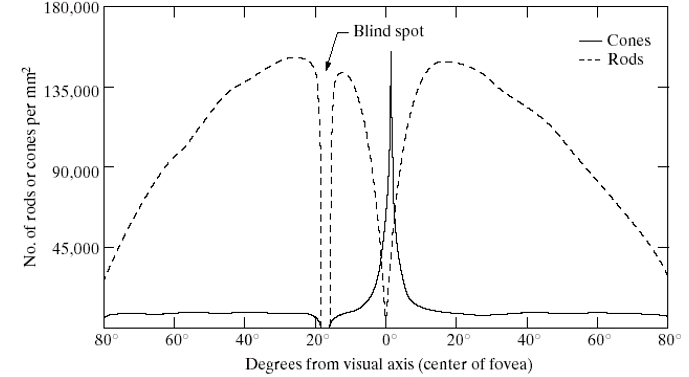 180,000
Blind spot
Cones
Rods
135,000
90,000
45,000
No. of rods or cones per mm²
80° 60° 40° 20° 0° 20° 40° 60° 80°
Degrees from visual axis (center of fovea)